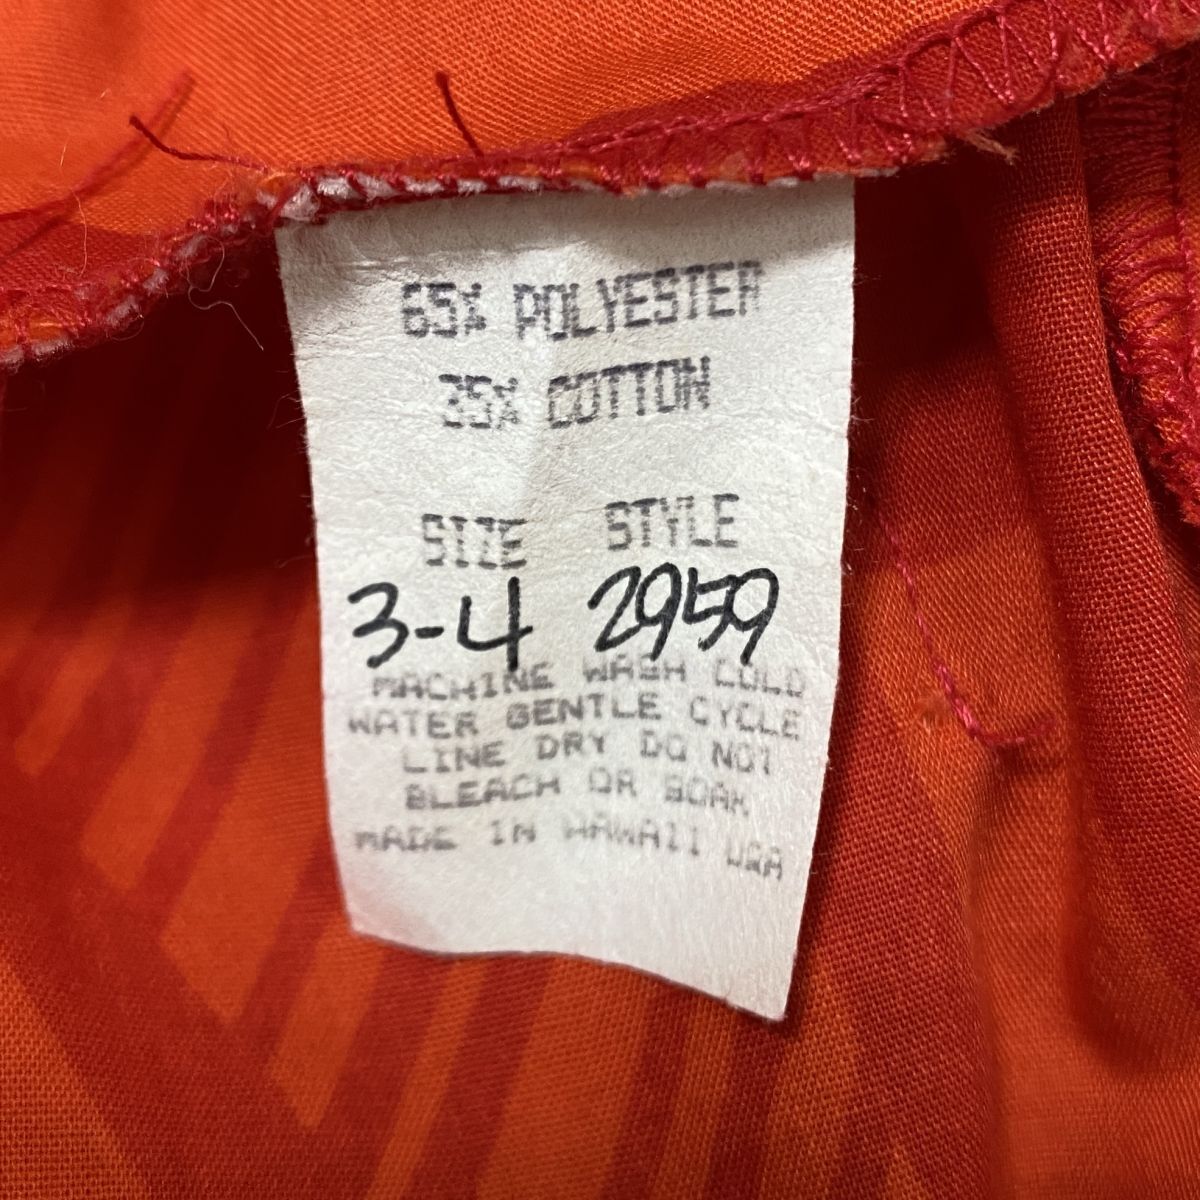 65% POLYESTER
35% COTTON
SIZE STYLE
3-4 2959
MACHINE WASH COLD
WATER GENTLE CYCLE
LINE DRY DO NOT
BLEACH OR SOAK
MADE IN HAWAII USA